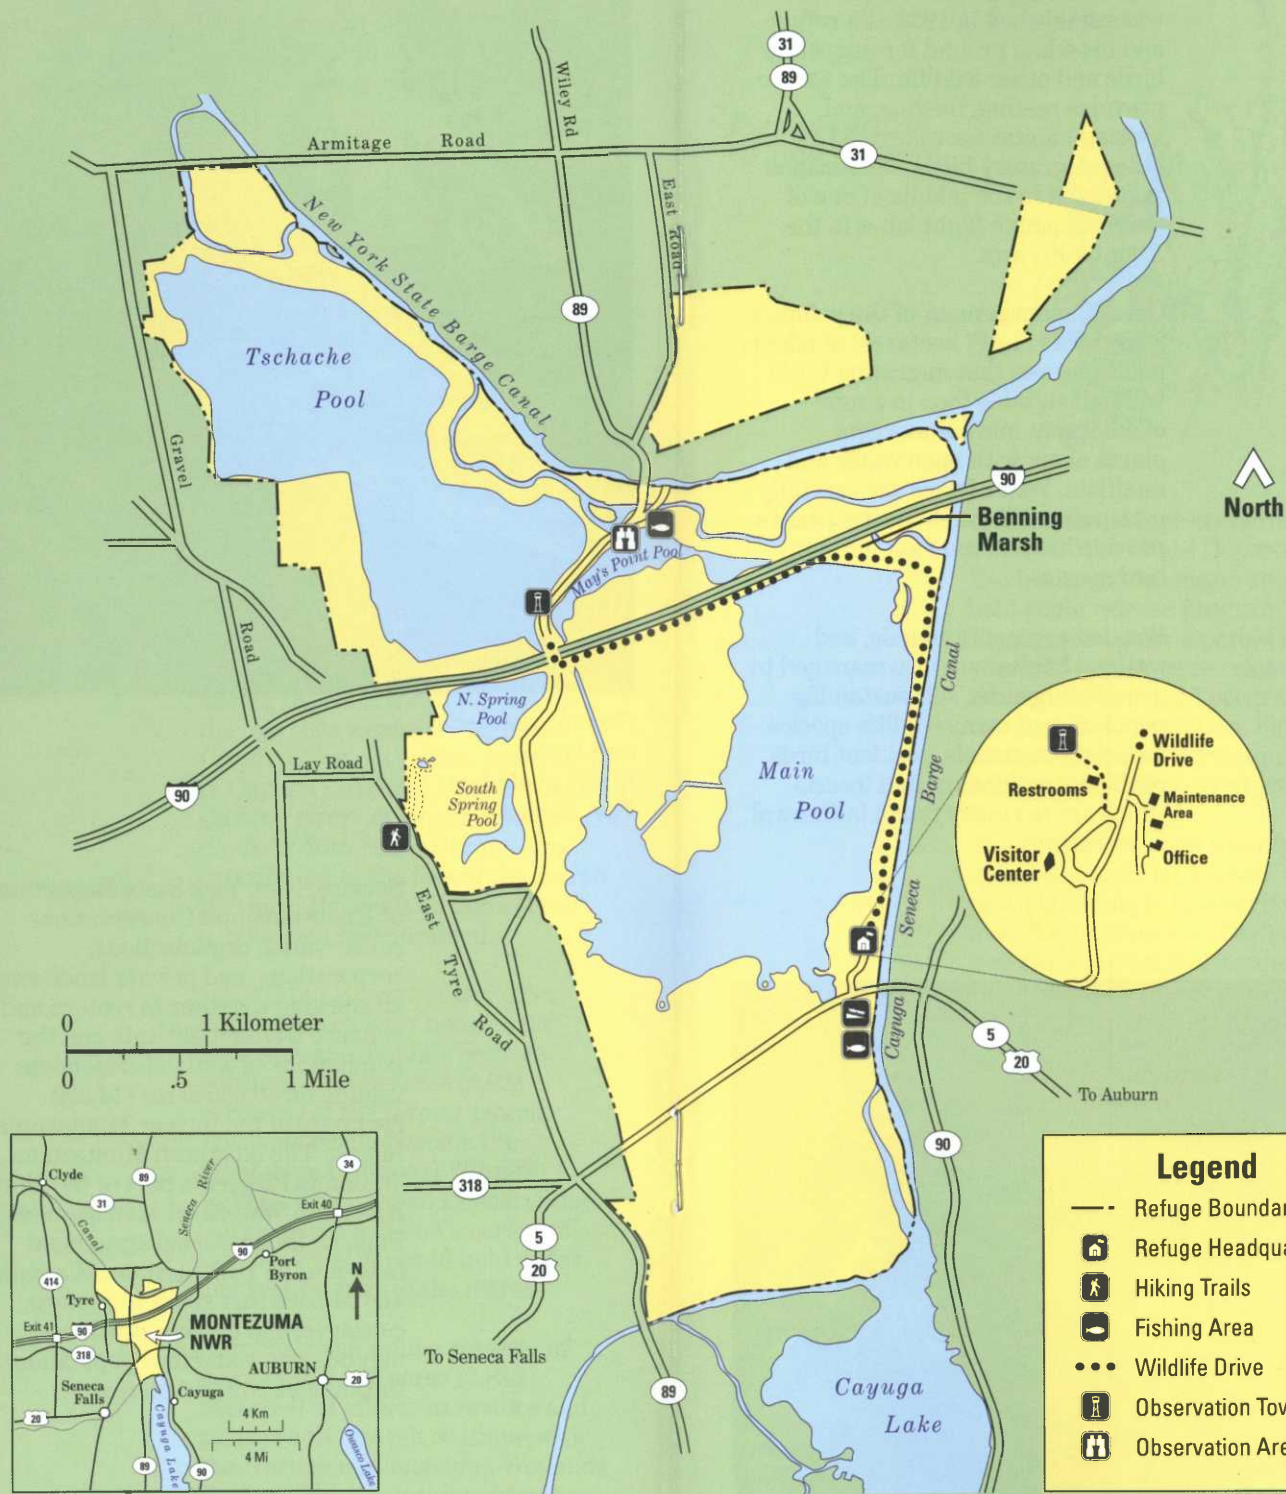 31
89
Wiley Rd
Armitage Road
31
East
Road
New York State Barge Canal
89
Tschache
Pool
Gravel
Road
90
North
Benning
Marsh
May's Point Pool
N. Spring
Pool
Canal
Barge
Seneca
Cayuga
Lay Road
90
South
Spring
Pool
Main
Pool
Wildlife
Drive
Restrooms
Maintenance
Area
Visitor
Center
Office
East
Tyre
Road
0 1 Kilometer
0 .5 1 Mile
5
20
To Auburn
90
318
5
20
To Seneca Falls
89
Cayuga
Lake
Clyde
89
34
31
Canal
Seneca River
Exit 40
90
Port
Byron
N
414
Tyre
Exit 41
90
MONTEZUMA
NWR
318
AUBURN
20
Seneca
Falls
Cayuga
20
4 Km
4 Mi
Cayuga Lake
Owasco Lake
89
90
Legend
Refuge Boundar
Refuge Headqua
Hiking Trails
Fishing Area
Wildlife Drive
Observation Tow
Observation Are